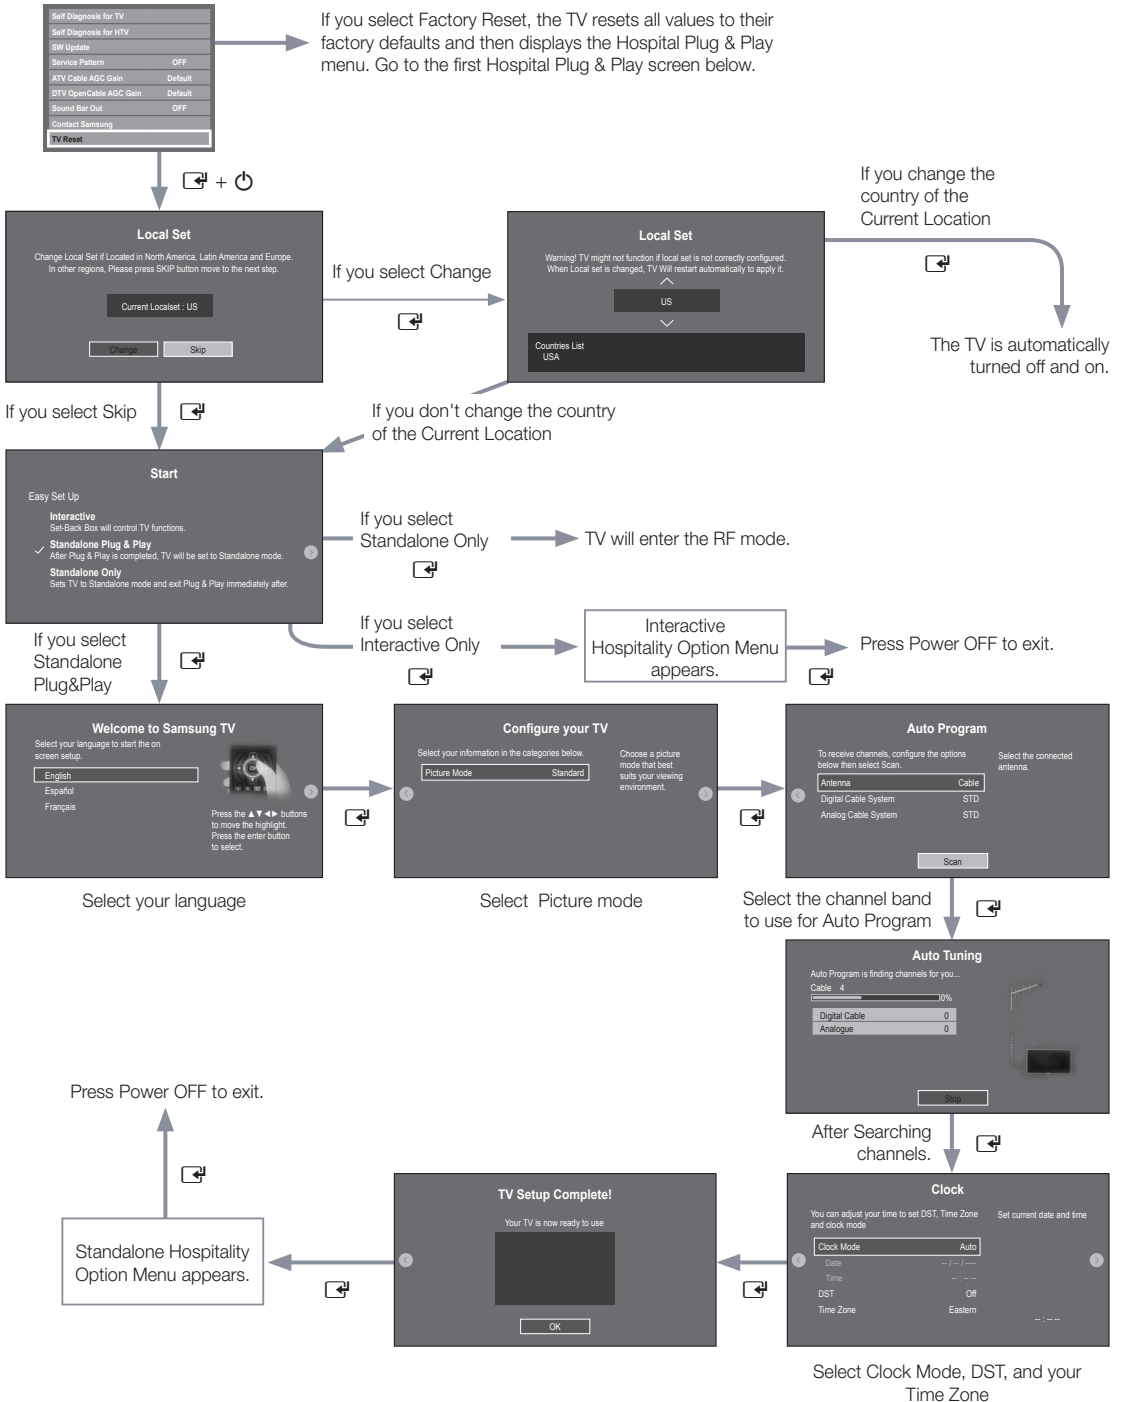 Self Diagnosis for TV
Self Diagnosis for HTV
SW Update
Service Pattern OFF
ATV Cable AGC Gain Default
DTV OpenCable AGC Gain Default
Sound Bar Out OFF
Contact Samsung
TV Reset
If you select Factory Reset, the TV resets all values to their
factory defaults and then displays the Hospital Plug & Play
menu. Go to the first Hospital Plug & Play screen below.
+
Local Set
Change Local Set if Located in North America, Latin America and Europe.
In other regions, Please press SKIP button move to the next step.
Current Localset : US
Change Skip
If you select Change
Local Set
Warning! TV might not function if local set is not correctly configured.
When Local set is changed, TV Will restart automatically to apply it.
US
Countries List
USA
If you change the
country of the
Current Location
The TV is automatically
turned off and on.
If you select Skip
If you don't change the country
of the Current Location
Start
Easy Set Up
Interactive
Set-Back Box will control TV functions.
Standalone Plug & Play
After Plug & Play is completed, TV will be set to Standalone mode.
Standalone Only
Sets TV to Standalone mode and exit Plug & Play immediately after.
If you select
Standalone Only
TV will enter the RF mode.
If you select
Interactive Only
Interactive
Hospitality Option Menu
appears.
Press Power OFF to exit.
If you select
Standalone
Plug&Play
Welcome to Samsung TV
Select your language to start the on
screen setup.
English
Español
Français
Press the ▲▼◄► buttons
to move the highlight.
Press the enter button
to select.
Select your language
Configure your TV
Select your information in the categories below.
Picture Mode Standard
Choose a picture
mode that best
suits your viewing
environment.
Select Picture mode
Auto Program
To receive channels, configure the options
below then select Scan.
Antenna Cable
Digital Cable System STD
Analog Cable System STD
Select the connected
antenna.
Scan
Select the channel band
to use for Auto Program
Auto Tuning
Auto Program is finding channels for you...
Cable 4
0%
Digital Cable 0
Analogue 0
Stop
After Searching
channels.
Clock
You can adjust your time to set DST, Time Zone
and clock mode
Set current date and time
Clock Mode Auto
Date -- / -- / ----
Time -- : -- --
DST Off
Time Zone Eastern
-- : -- --
Select Clock Mode, DST, and your
Time Zone
TV Setup Complete!
Your TV is now ready to use
OK
Standalone Hospitality
Option Menu appears.
Press Power OFF to exit.